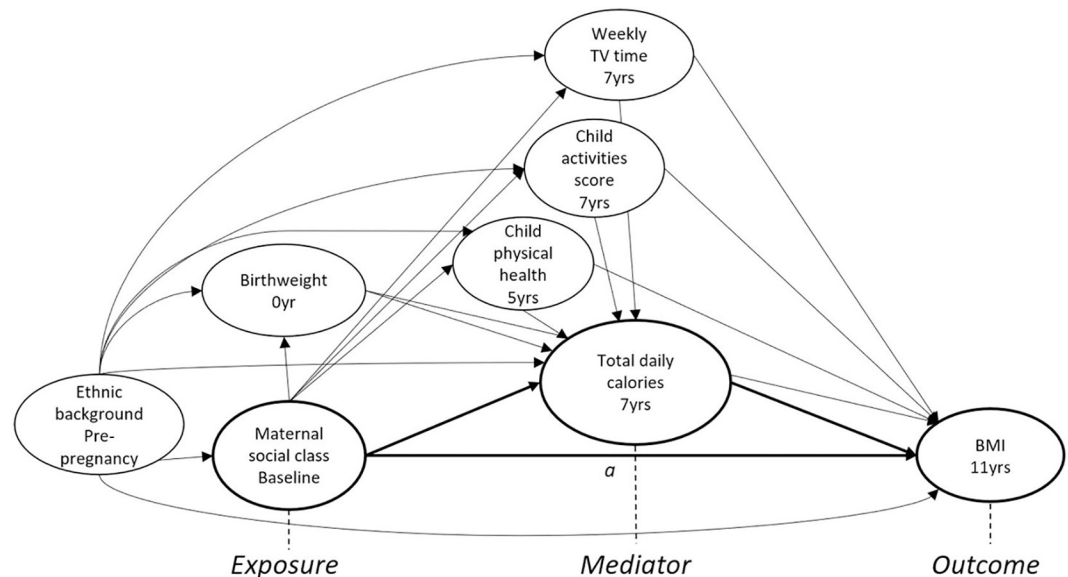 Weekly
TV time
7yrs
Child
activities
score
7yrs
Child
physical
health
5yrs
Birthweight
0yr
Total daily
calories
7yrs
Ethnic
background
Pre-
pregnancy
Maternal
social class
Baseline
BMI
11yrs
a
Exposure
Mediator
Outcome